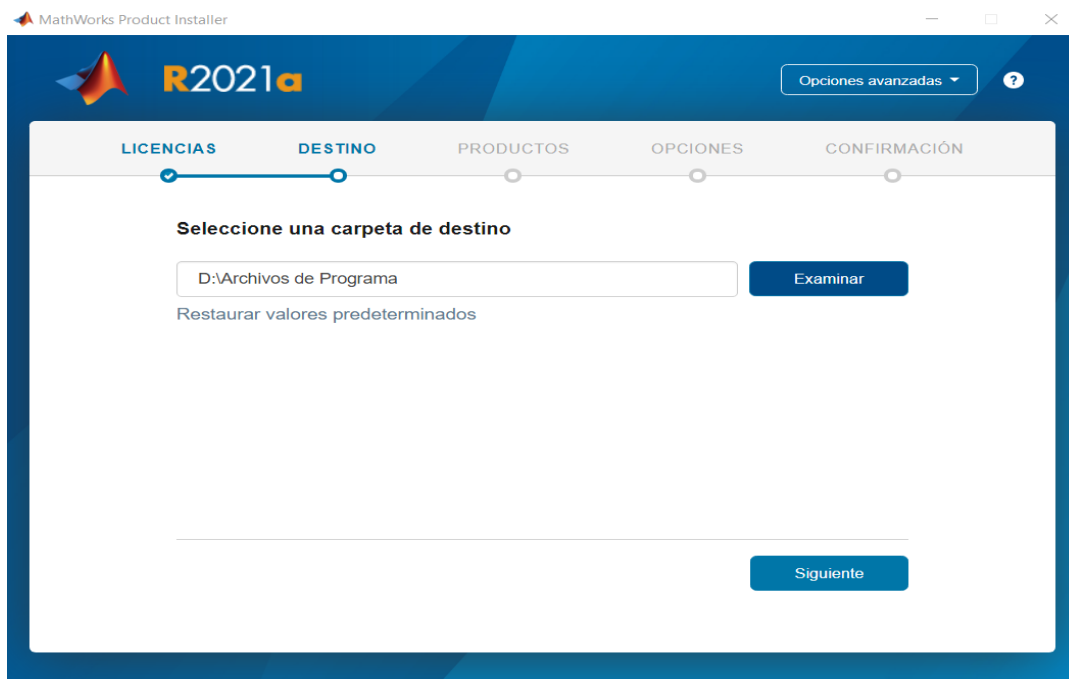 MathWorks Product Installer
R2021a
Opciones avanzadas
?
LICENCIAS DESTINO PRODUCTOS OPCIONES CONFIRMACIÓN
Seleccione una carpeta de destino
D:\Archivos de Programa
Examinar
Restaurar valores predeterminados
Siguiente